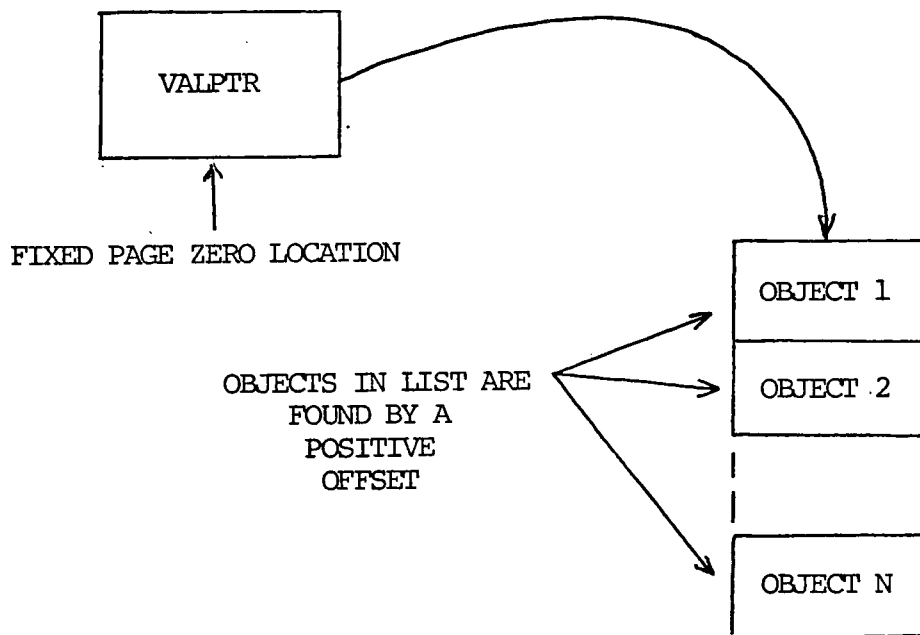 VALPTR
FIXED PAGE ZERO LOCATION
OBJECT 1
OBJECTS IN LIST ARE
FOUND BY A
POSITIVE
OFFSET
OBJECT 2
OBJECT N